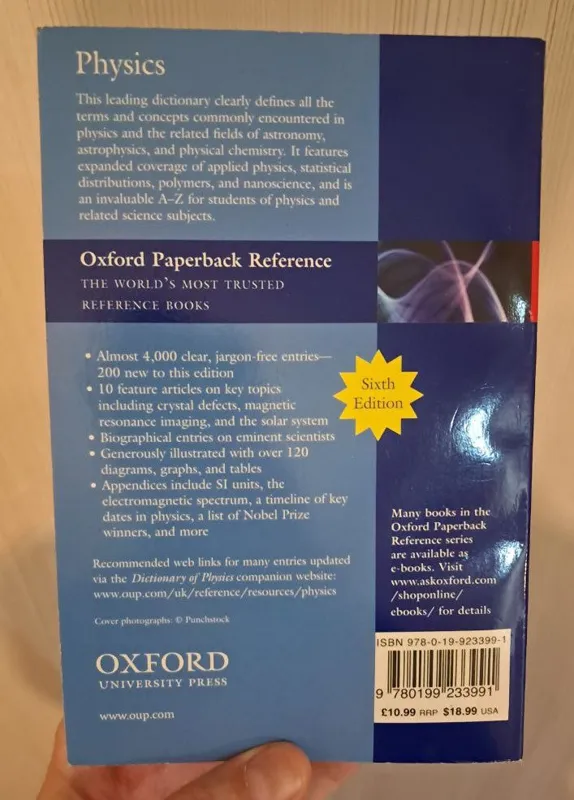 Physics
This leading dictionary clearly defines all the
terms and concepts commonly encountered in
physics and the related fields of astronomy,
astrophysics, and physical chemistry. It features
expanded coverage of applied physics, statistical
distributions, polymers, and nanoscience, and is
an invaluable A–Z for students of physics and
related science subjects.
Oxford Paperback Reference
THE WORLD'S MOST TRUSTED
REFERENCE BOOKS
• Almost 4,000 clear, jargon-free entries—
200 new to this edition
• 10 feature articles on key topics
including crystal defects, magnetic
resonance imaging, and the solar system
• Biographical entries on eminent scientists
• Generously illustrated with over 120
diagrams, graphs, and tables
• Appendices include SI units, the
electromagnetic spectrum, a timeline of key
dates in physics, a list of Nobel Prize
winners, and more
Sixth
Edition
Recommended web links for many entries updated
via the Dictionary of Physics companion website:
www.oup.com/uk/reference/resources/physics
Cover photographs: © Punchstock
OXFORD
UNIVERSITY PRESS
www.oup.com
Many books in the
Oxford Paperback
Reference series
are available as
e-books. Visit
www.askoxford.com
/shoponline/
ebooks/ for details
ISBN 978-0-19-923399-1
9 780199 233991
£10.99 RRP $18.99 USA